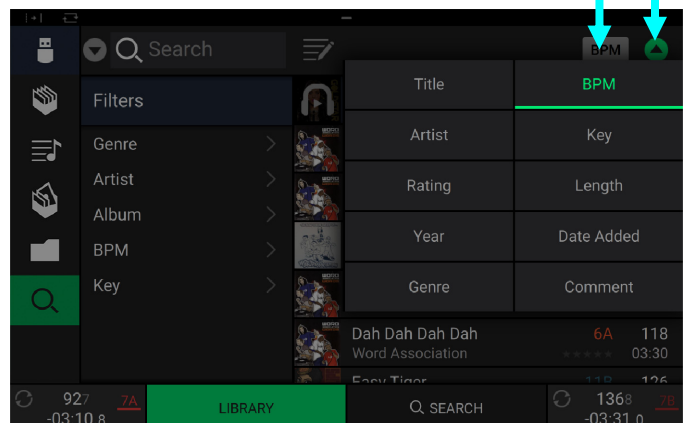 Search
BPM
Filters
Genre
Artist
Album
BPM
Key
Title
BPM
Artist
Key
Rating
Length
Year
Date Added
Genre
Comment
Dah Dah Dah Dah
6A 118
Word Association
03:30
Easy Tiger
11B 126
927 7A
-03:10.8
LIBRARY
SEARCH
1368 7B
-03:31.0